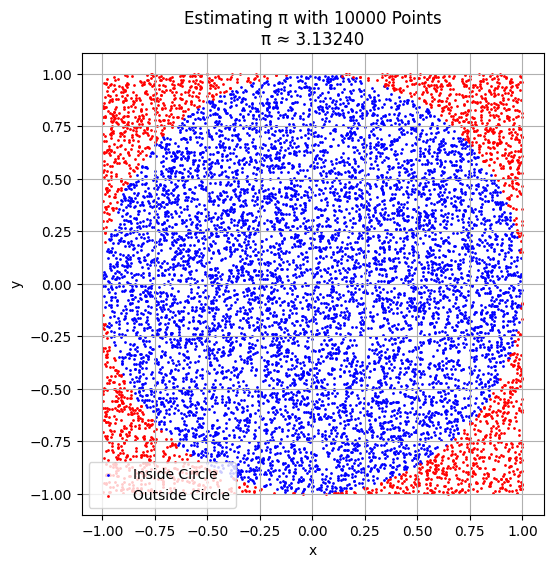 Estimating π with 10000 Points
π ≈ 3.13240
1.00
0.75
0.50
0.25
0.00
−0.25
−0.50
−0.75
−1.00
y
Inside Circle
Outside Circle
−1.00 −0.75 −0.50 −0.25 0.00 0.25 0.50 0.75 1.00
x